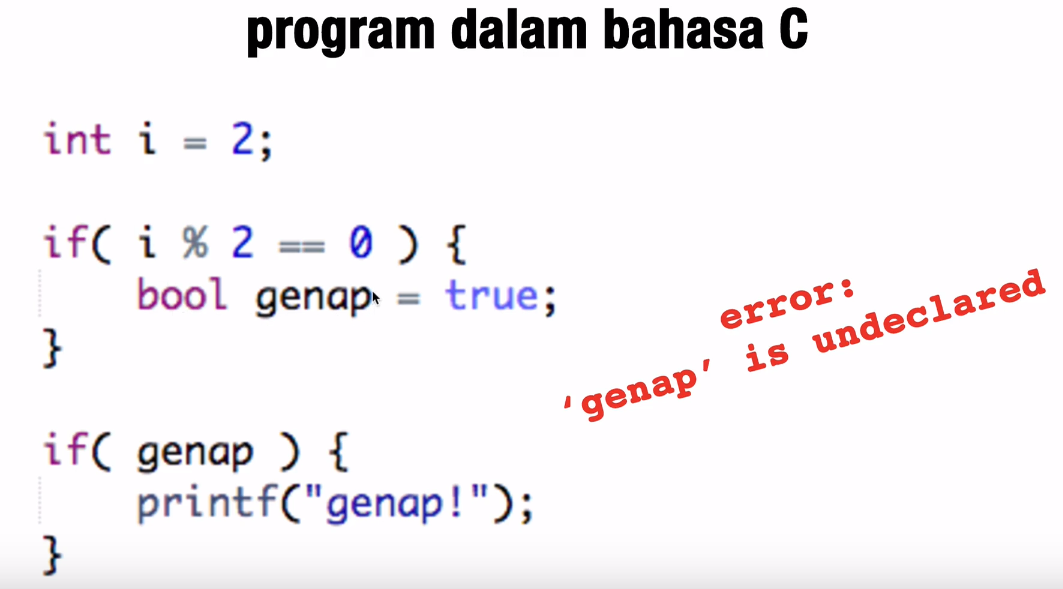 program dalam bahasa C
int i = 2;
if( i % 2 == 0 ) {
bool genap = true;
}
error:
‘genap’ is undeclared
if( genap ) {
printf("genap!");
}